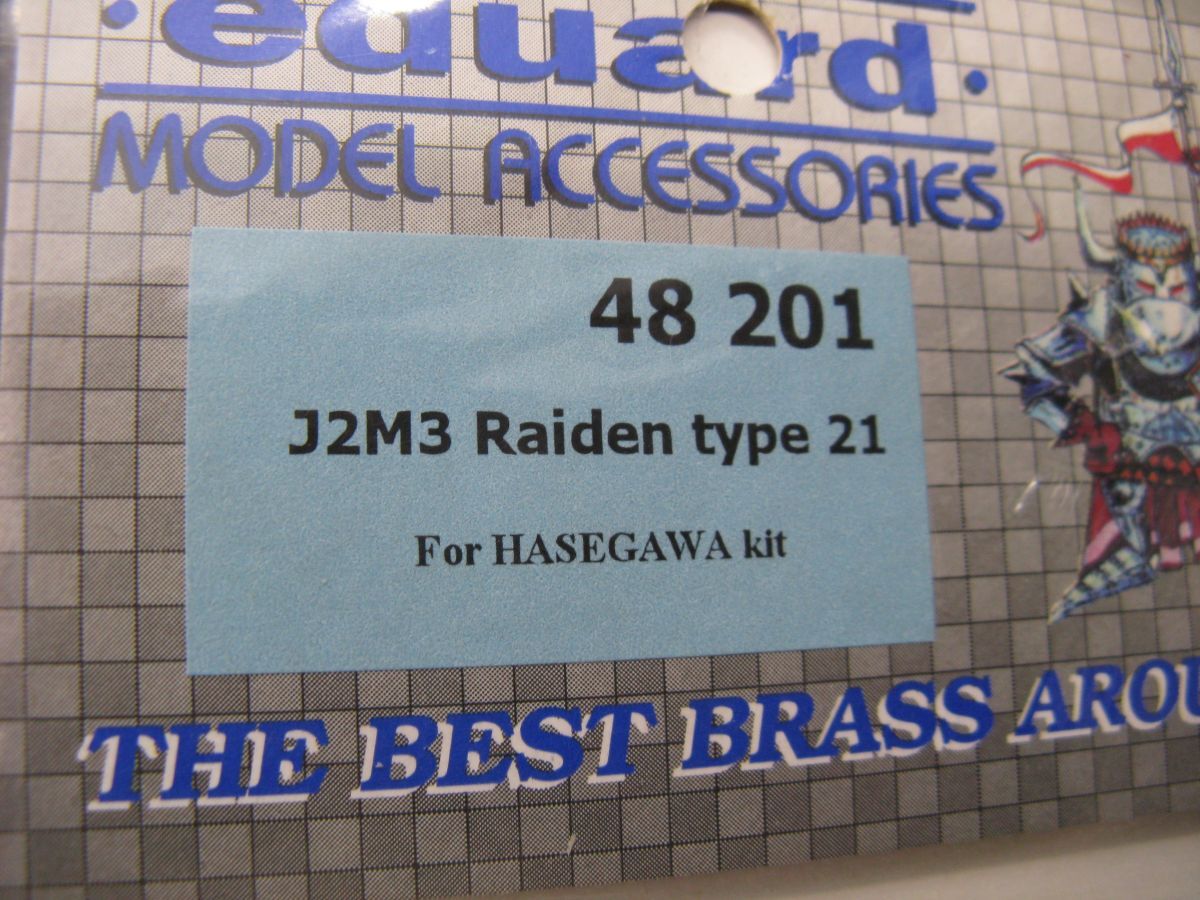 ·eduard·
MODEL ACCESSORIES
48 201
J2M3 Raiden type 21
For HASEGAWA kit
THE BEST BRASS